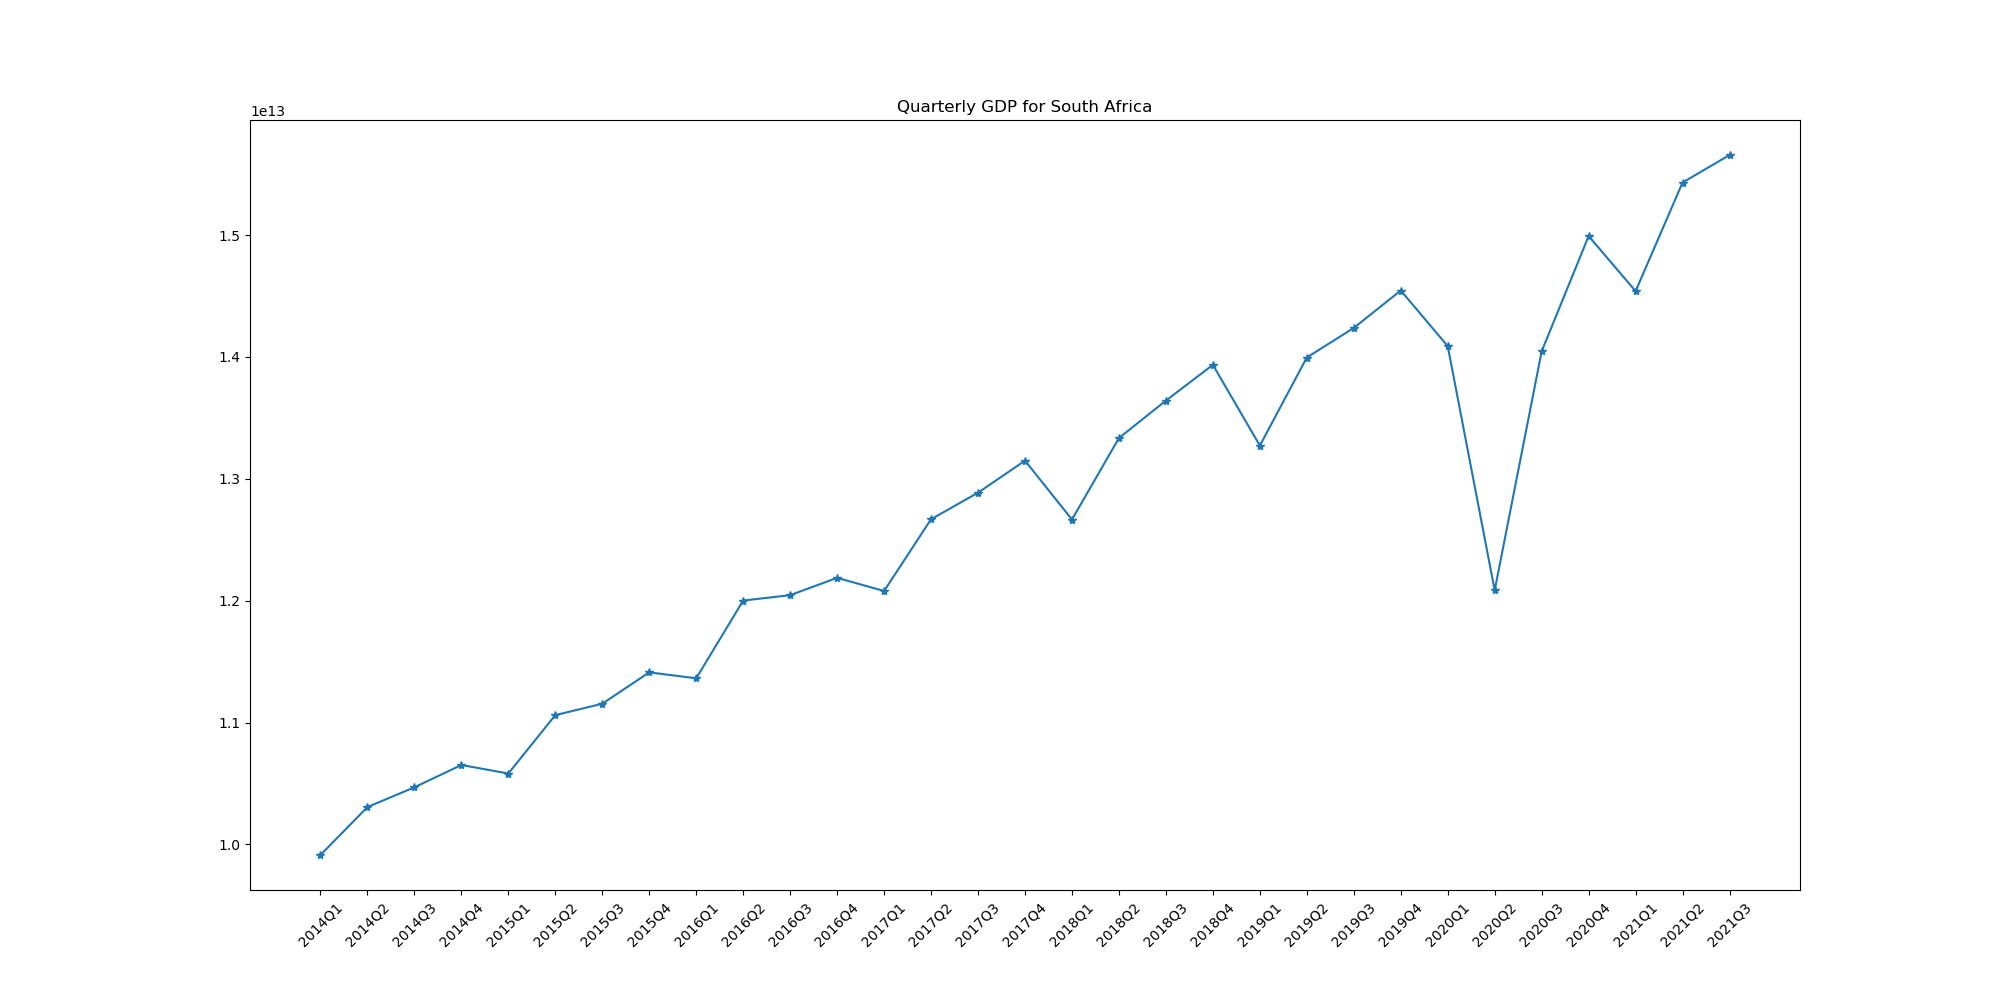 Quarterly GDP for South Africa
1e13
1.5
1.4
1.3
1.2
1.1
1.0
2014Q1
2014Q2
2014Q3
2014Q4
2015Q1
2015Q2
2015Q3
2015Q4
2016Q1
2016Q2
2016Q3
2016Q4
2017Q1
2017Q2
2017Q3
2017Q4
2018Q1
2018Q2
2018Q3
2018Q4
2019Q1
2019Q2
2019Q3
2019Q4
2020Q1
2020Q2
2020Q3
2020Q4
2021Q1
2021Q2
2021Q3